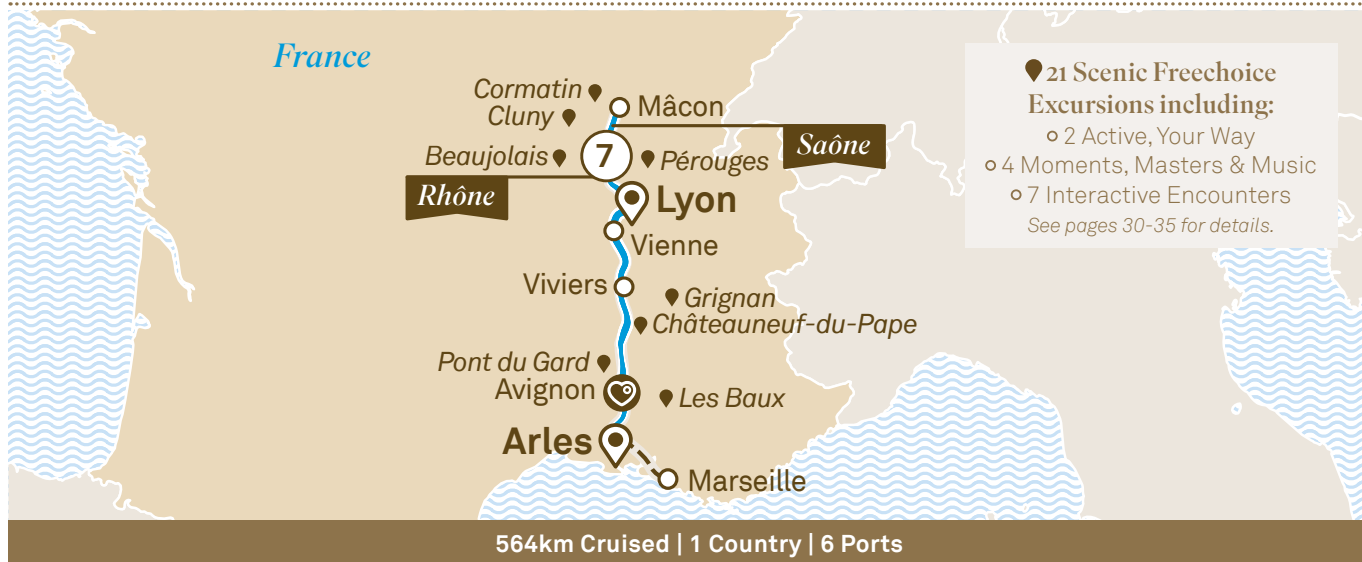 France
Cormatin
Mâcon
Cluny
Saône
Beaujolais
7
Pérouges
Rhône
Lyon
Vienne
Viviers
Grignan
Châteauneuf-du-Pape
Pont du Gard
Avignon
Les Baux
Arles
Marseille
21 Scenic Freechoice
Excursions including:
2 Active, Your Way
4 Moments, Masters & Music
7 Interactive Encounters
See pages 30-35 for details.
564km Cruised | 1 Country | 6 Ports